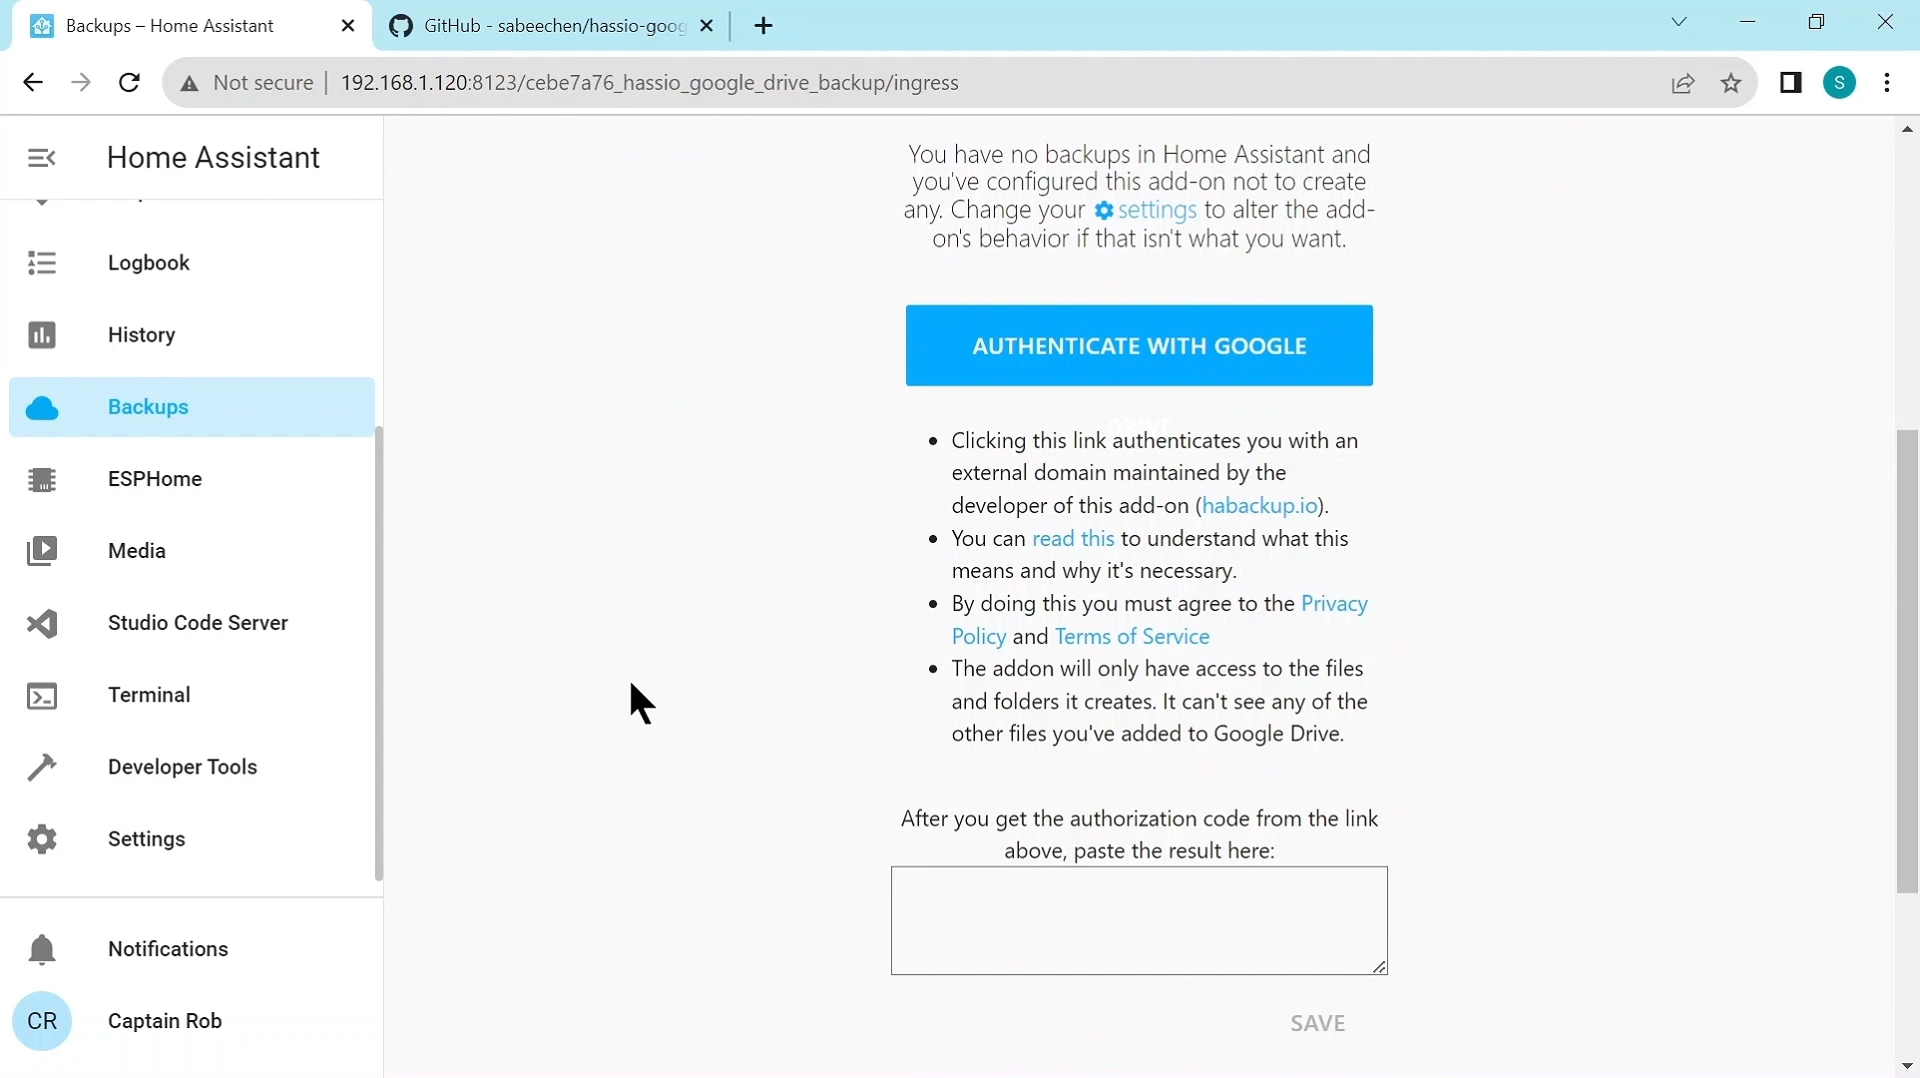 Backups – Home Assistant
GitHub - sabeechen/hassio-goog
Not secure
192.168.1.120:8123/cebe7a76_hassio_google_drive_backup/ingress
S
Home Assistant
Logbook
History
Backups
ESPHome
Media
Studio Code Server
Terminal
Developer Tools
Settings
Notifications
CR
Captain Rob
You have no backups in Home Assistant and
you've configured this add-on not to create
any. Change your settings to alter the add-
on's behavior if that isn't what you want.
AUTHENTICATE WITH GOOGLE
DRIVE
• Clicking this link authenticates you with an
external domain maintained by the
developer of this add-on (habackup.io).
• You can read this to understand what this
means and why it's necessary.
• By doing this you must agree to the Privacy
Policy and Terms of Service
• The addon will only have access to the files
and folders it creates. It can't see any of the
other files you've added to Google Drive.
After you get the authorization code from the link
above, paste the result here:
SAVE